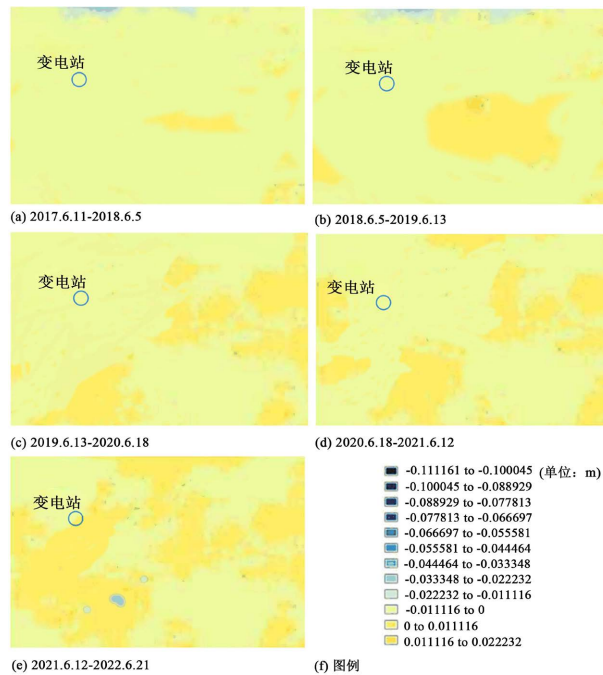 变电站
变电站
(a) 2017.6.11-2018.6.5
(b) 2018.6.5-2019.6.13
变电站
变电站
(c) 2019.6.13-2020.6.18
(d) 2020.6.18-2021.6.12
变电站
(e) 2021.6.12-2022.6.21
-0.111161 to -0.100045 (单位：m)
-0.100045 to -0.088929
-0.088929 to -0.077813
-0.077813 to -0.066697
-0.066697 to -0.055581
-0.055581 to -0.044464
-0.044464 to -0.033348
-0.033348 to -0.022232
-0.022232 to -0.011116
-0.011116 to 0
0 to 0.011116
0.011116 to 0.022232
(f) 图例